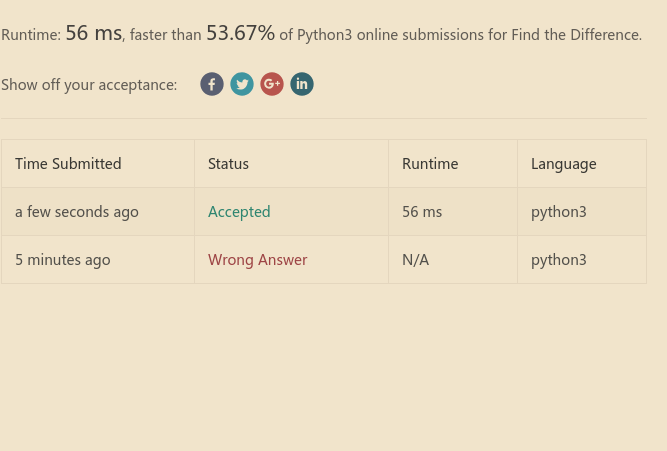 Runtime: 56 ms, faster than 53.67% of Python3 online submissions for Find the Difference.
Show off your acceptance:
Time Submitted Status Runtime Language
a few seconds ago Accepted 56 ms python3
5 minutes ago Wrong Answer N/A python3